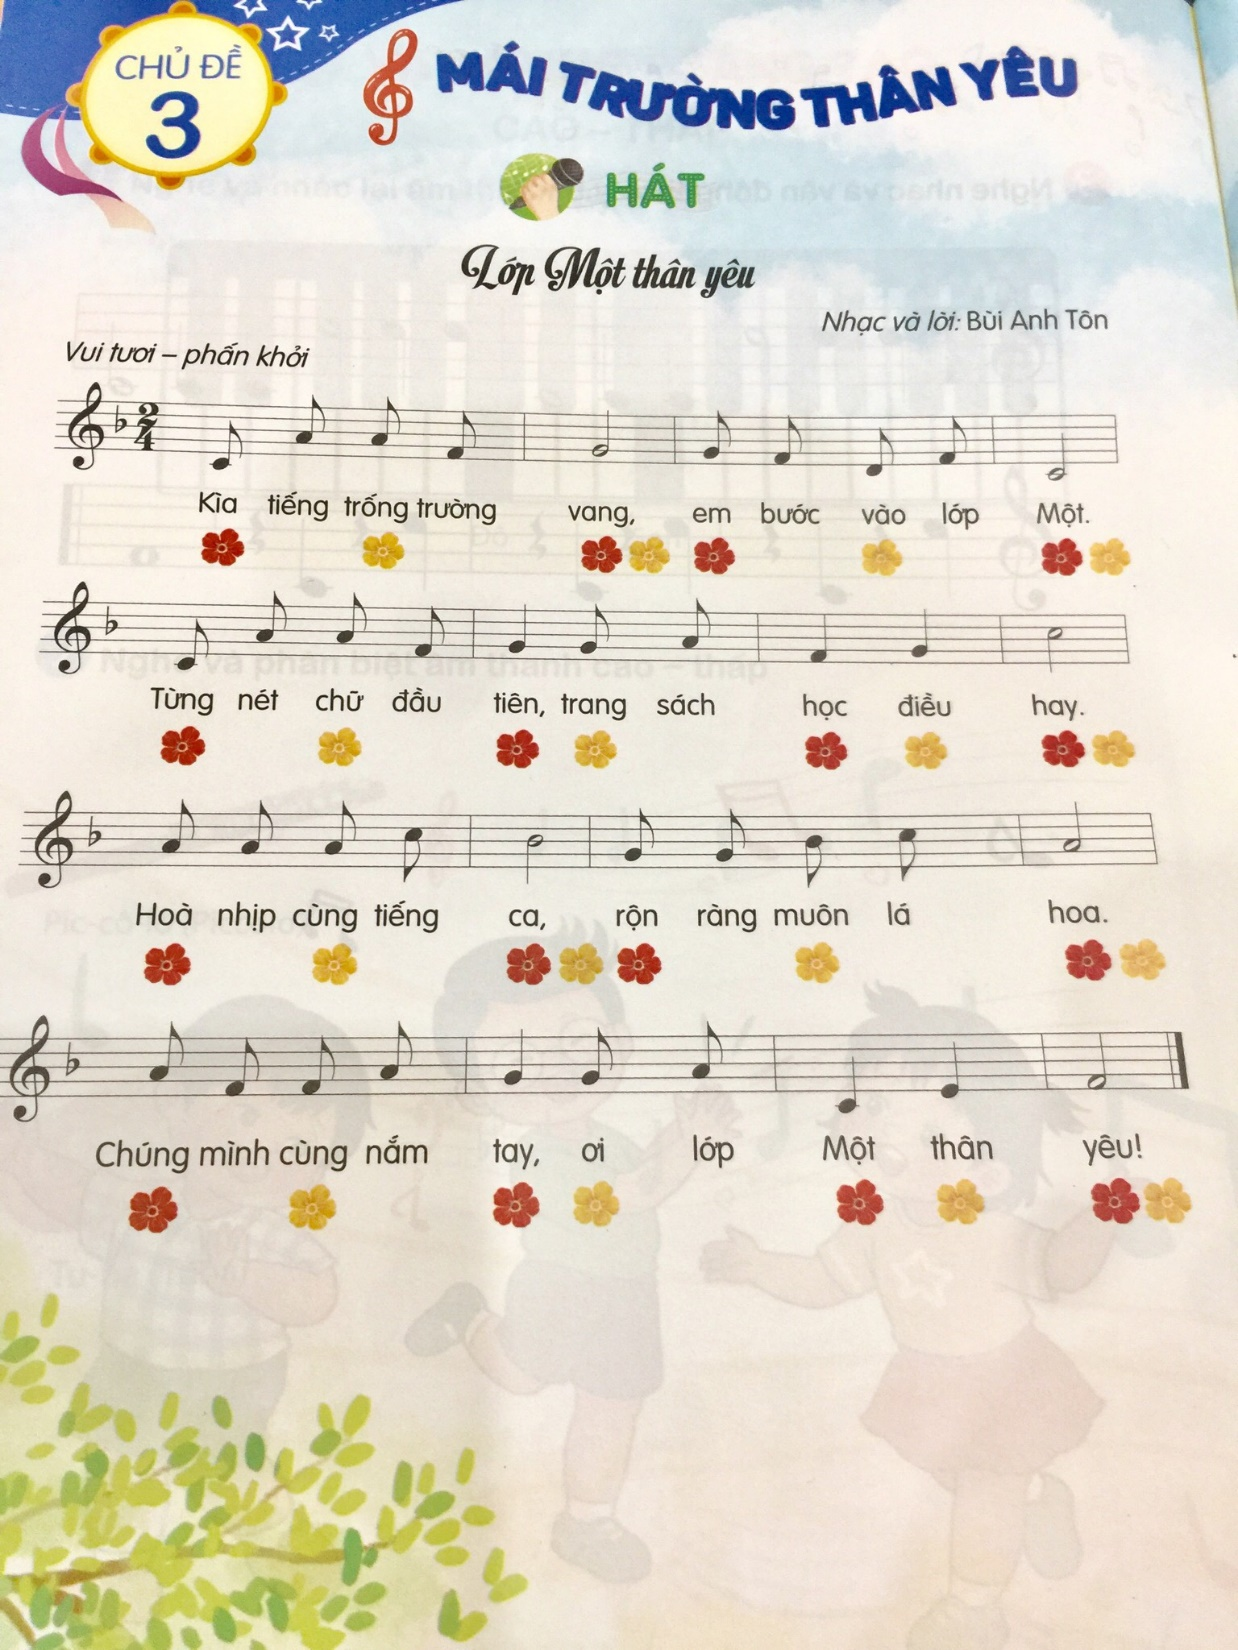 CHỦ ĐỀ
3
MÁI TRƯỜNG THÂN YÊU
HÁT
Lớp Một thân yêu
Nhạc và lời: Bùi Anh Tôn
Vui tươi – phấn khởi
2
4
Kìa tiếng trống trường vang, em bước vào lớp Một.
Từng nét chữ đầu tiên, trang sách học điều hay.
Hoà nhịp cùng tiếng ca, rộn ràng muôn lá hoa.
Chúng mình cùng nắm tay, ơi lớp Một thân yêu!